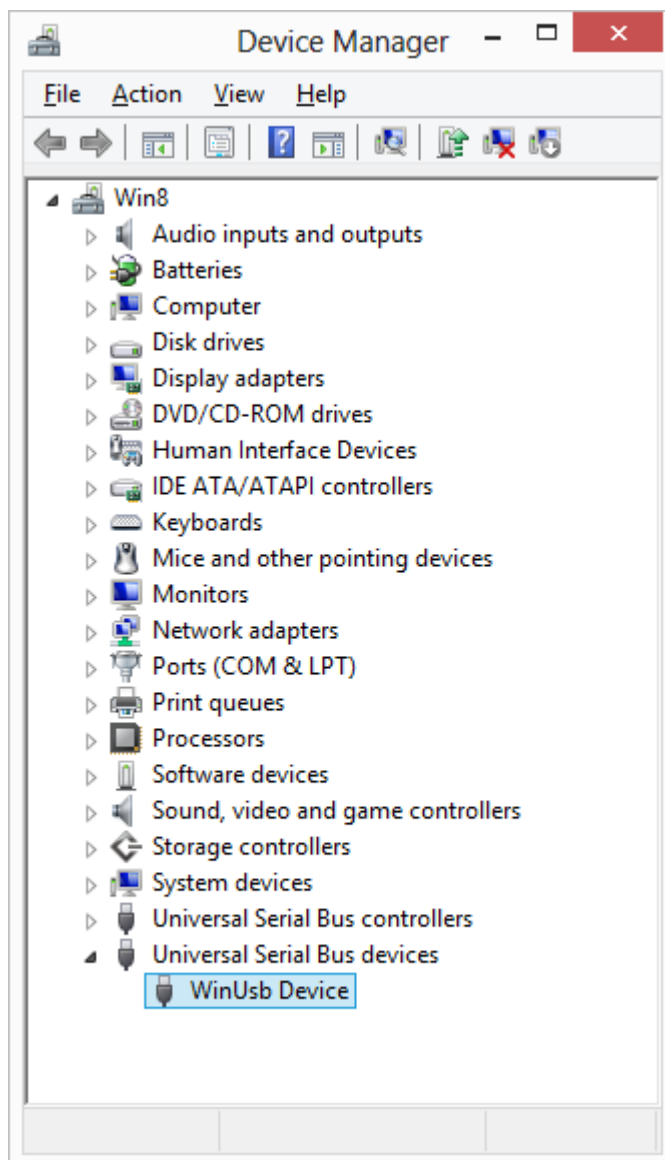 Device Manager
File Action View Help
Win8
Audio inputs and outputs
Batteries
Computer
Disk drives
Display adapters
DVD/CD-ROM drives
Human Interface Devices
IDE ATA/ATAPI controllers
Keyboards
Mice and other pointing devices
Monitors
Network adapters
Ports (COM & LPT)
Print queues
Processors
Software devices
Sound, video and game controllers
Storage controllers
System devices
Universal Serial Bus controllers
Universal Serial Bus devices
WinUsb Device